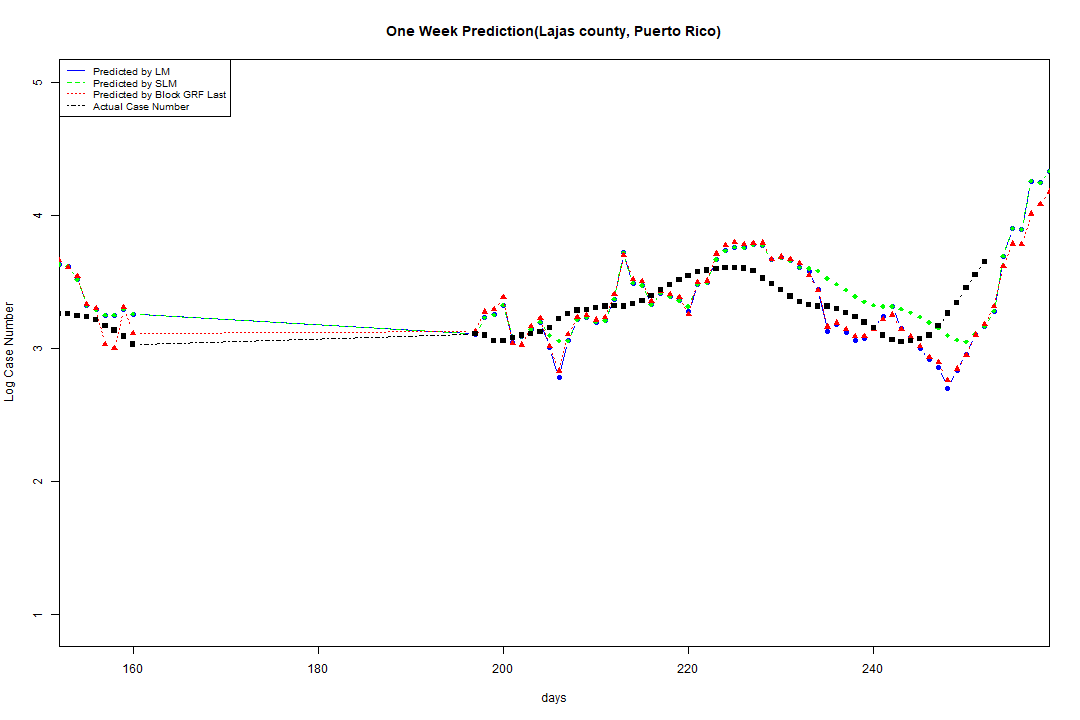 One Week Prediction(Lajas county, Puerto Rico)
Predicted by LM
Predicted by SLM
Predicted by Block GRF Last
Actual Case Number
5
4
3
2
1
Log Case Number
160 180 200 220 240
days